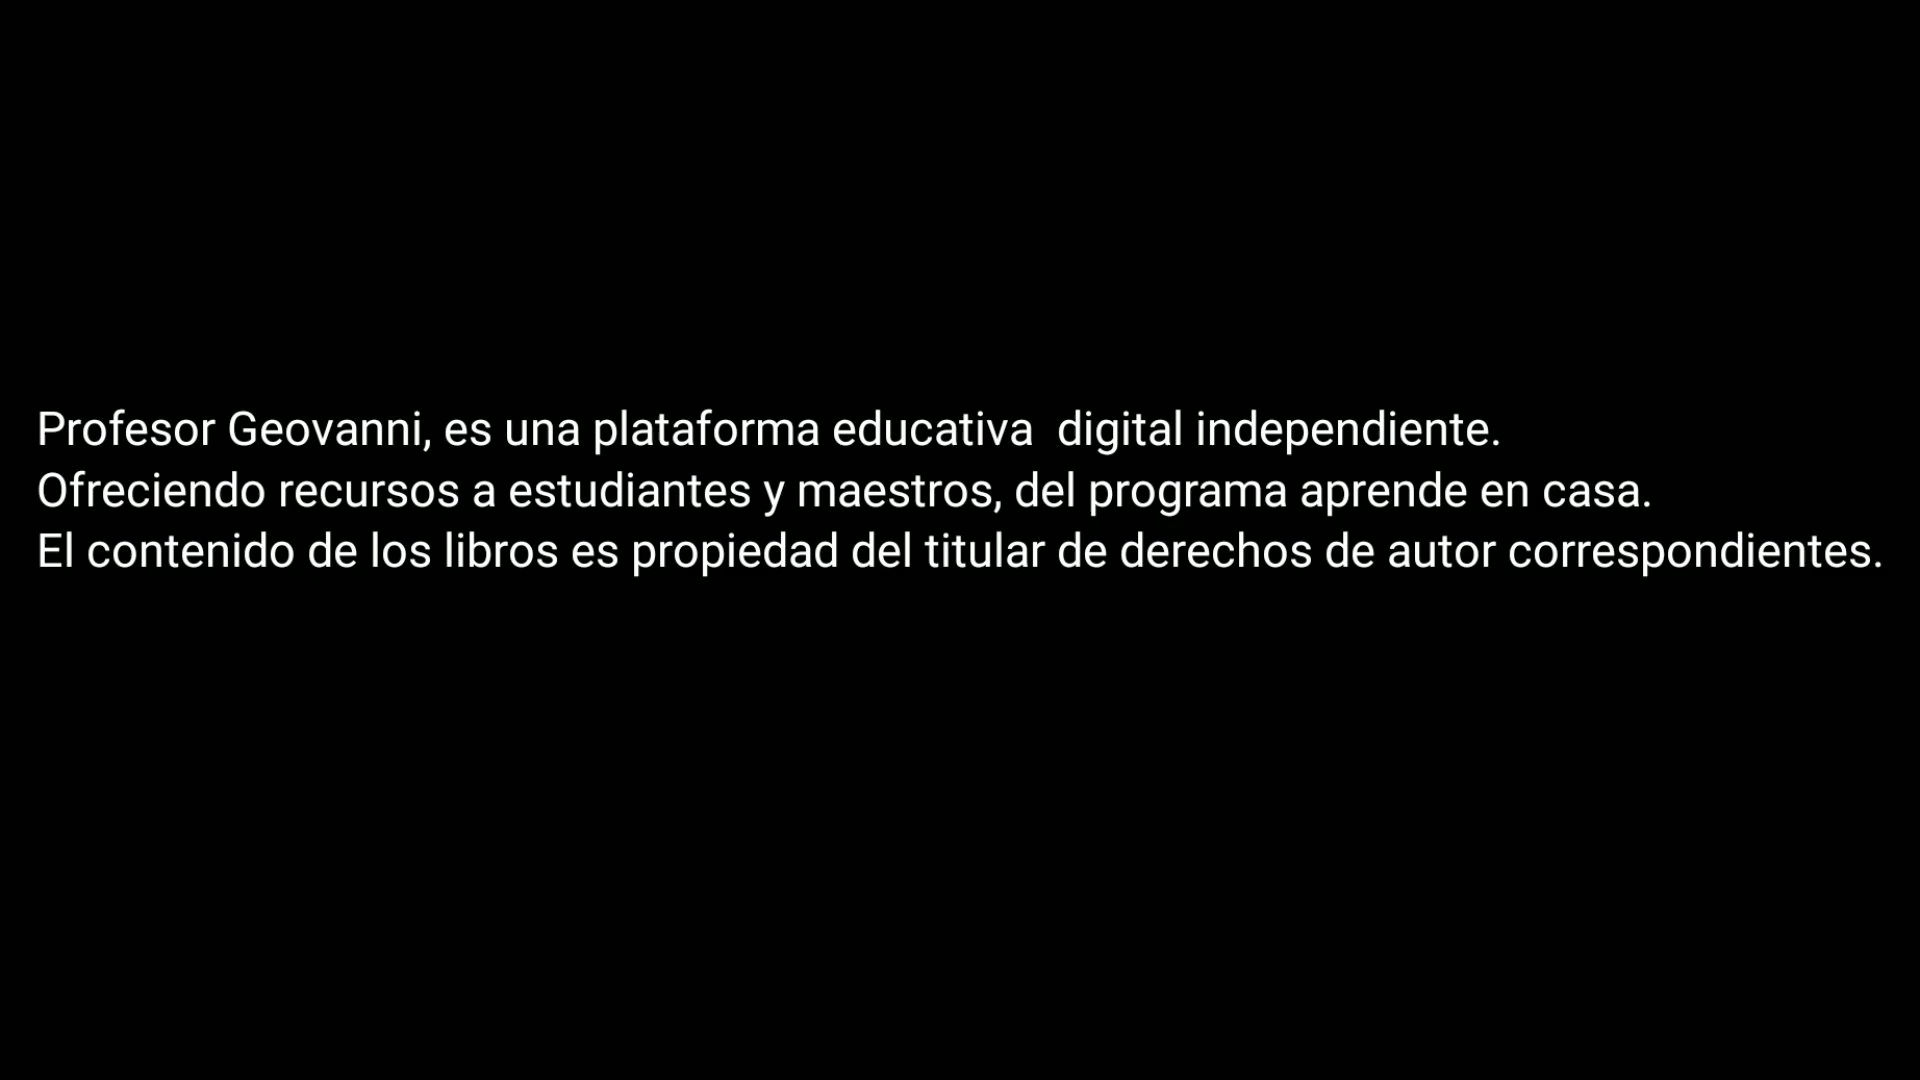 Profesor Geovanni, es una plataforma educativa  digital independiente.
Ofreciendo recursos a estudiantes y maestros, del programa aprende en casa.
El contenido de los libros es propiedad del titular de derechos de autor correspondientes.